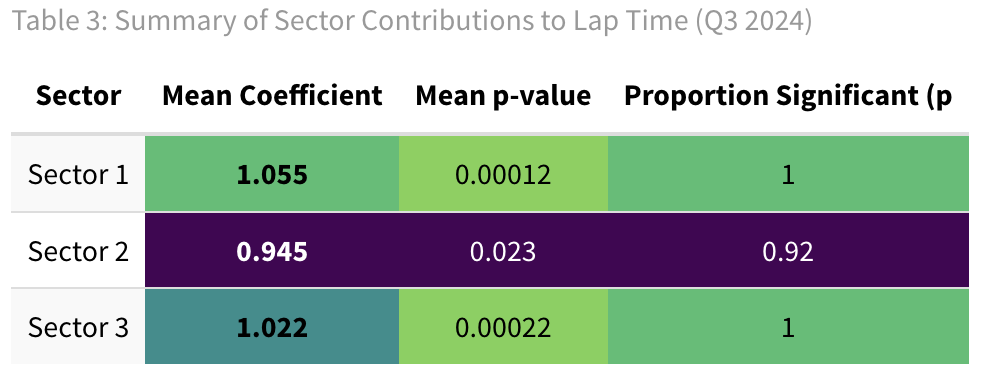 Table 3: Summary of Sector Contributions to Lap Time (Q3 2024)
Sector Mean Coefficient Mean p-value Proportion Significant (p
Sector 1 1.055 0.00012 1
Sector 2 0.945 0.023 0.92
Sector 3 1.022 0.00022 1